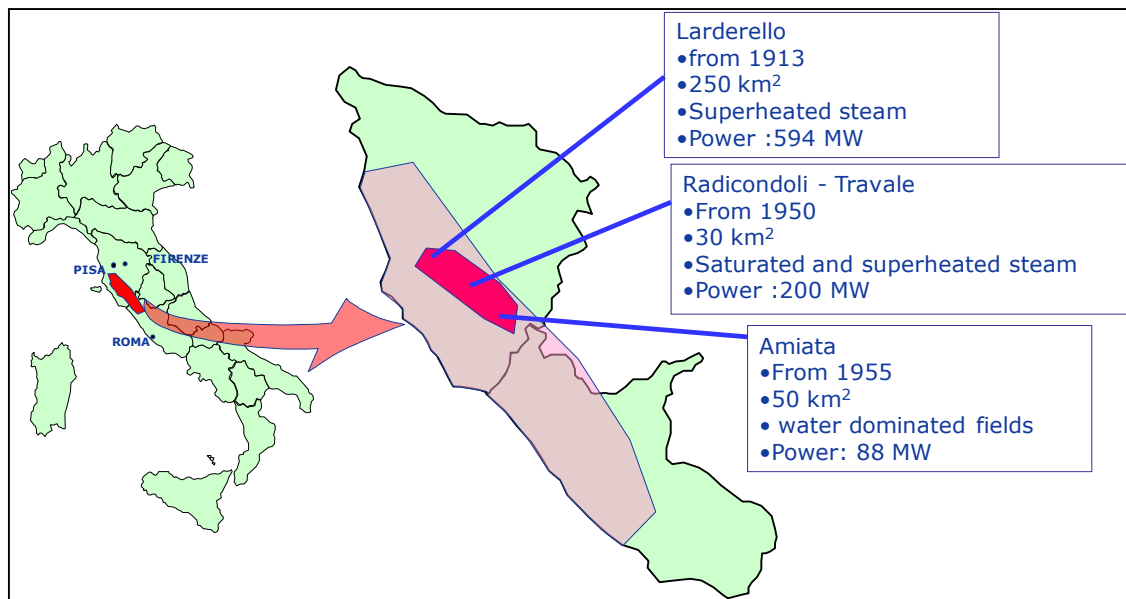 Larderello
•from 1913
•250 km²
•Superheated steam
•Power :594 MW
Radicondoli - Travale
•From 1950
•30 km²
•Saturated and superheated steam
•Power :200 MW
Amiata
•From 1955
•50 km²
• water dominated fields
•Power: 88 MW
FIRENZE
PISA
ROMA